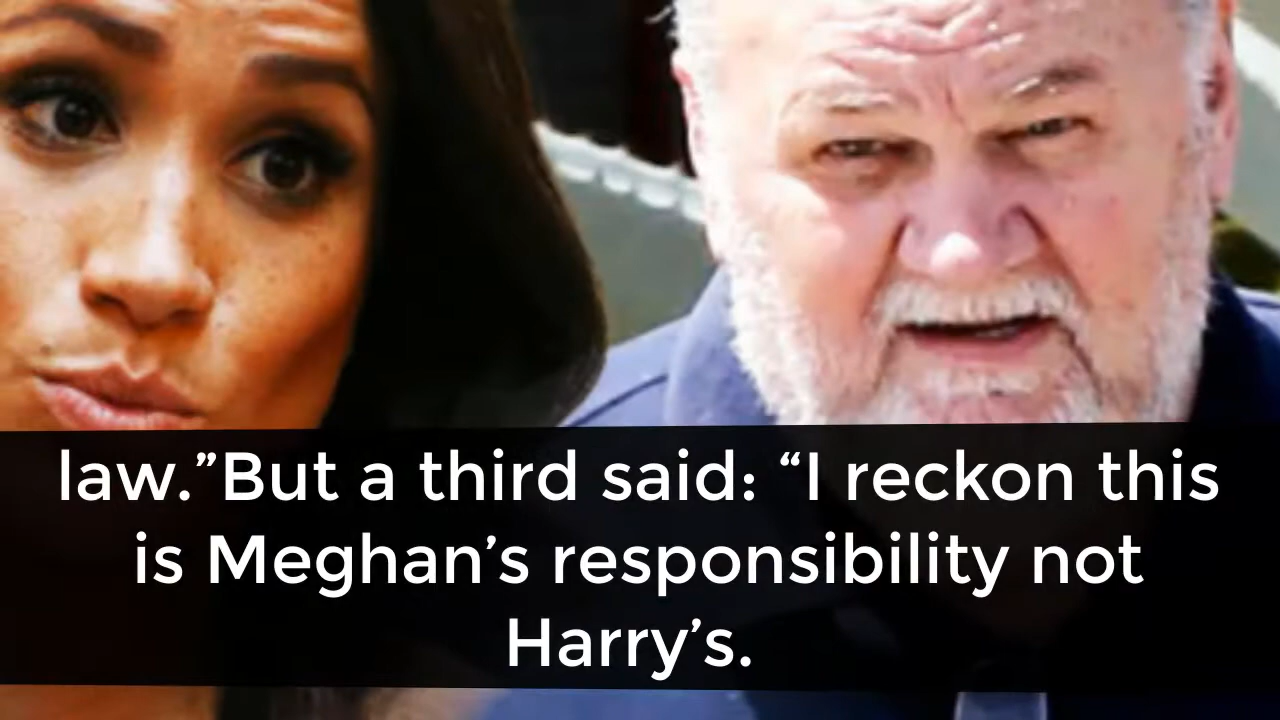 law.”But a third said: “I reckon this
is Meghan’s responsibility not
Harry’s.